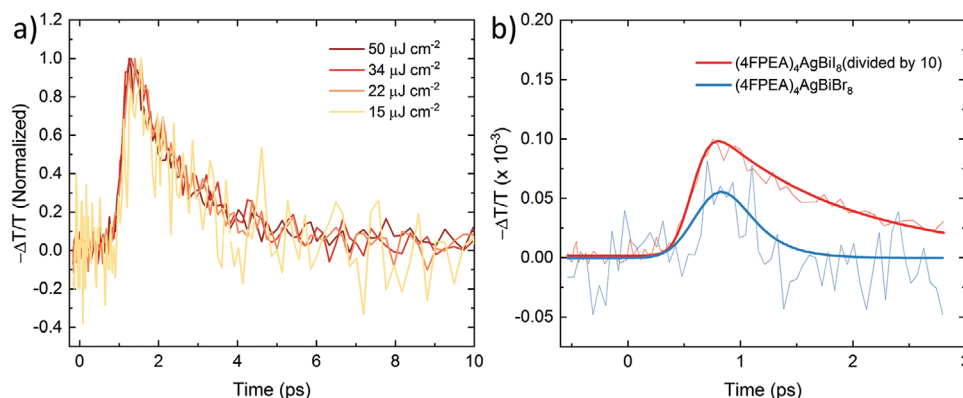 a)
1.2
1.0
0.8
0.6
0.4
0.2
0.0
-0.2
-0.4
−ΔT/T (Normalized)
50 μJ cm⁻²
34 μJ cm⁻²
22 μJ cm⁻²
15 μJ cm⁻²
0 2 4 6 8 10
Time (ps)
b)
0.20
0.15
0.10
0.05
0.00
-0.05
−ΔT/T (x 10⁻³)
(4FPEA)₄AgBiI₈(divided by 10)
(4FPEA)₄AgBiBr₈
0 1 2 3
Time (ps)